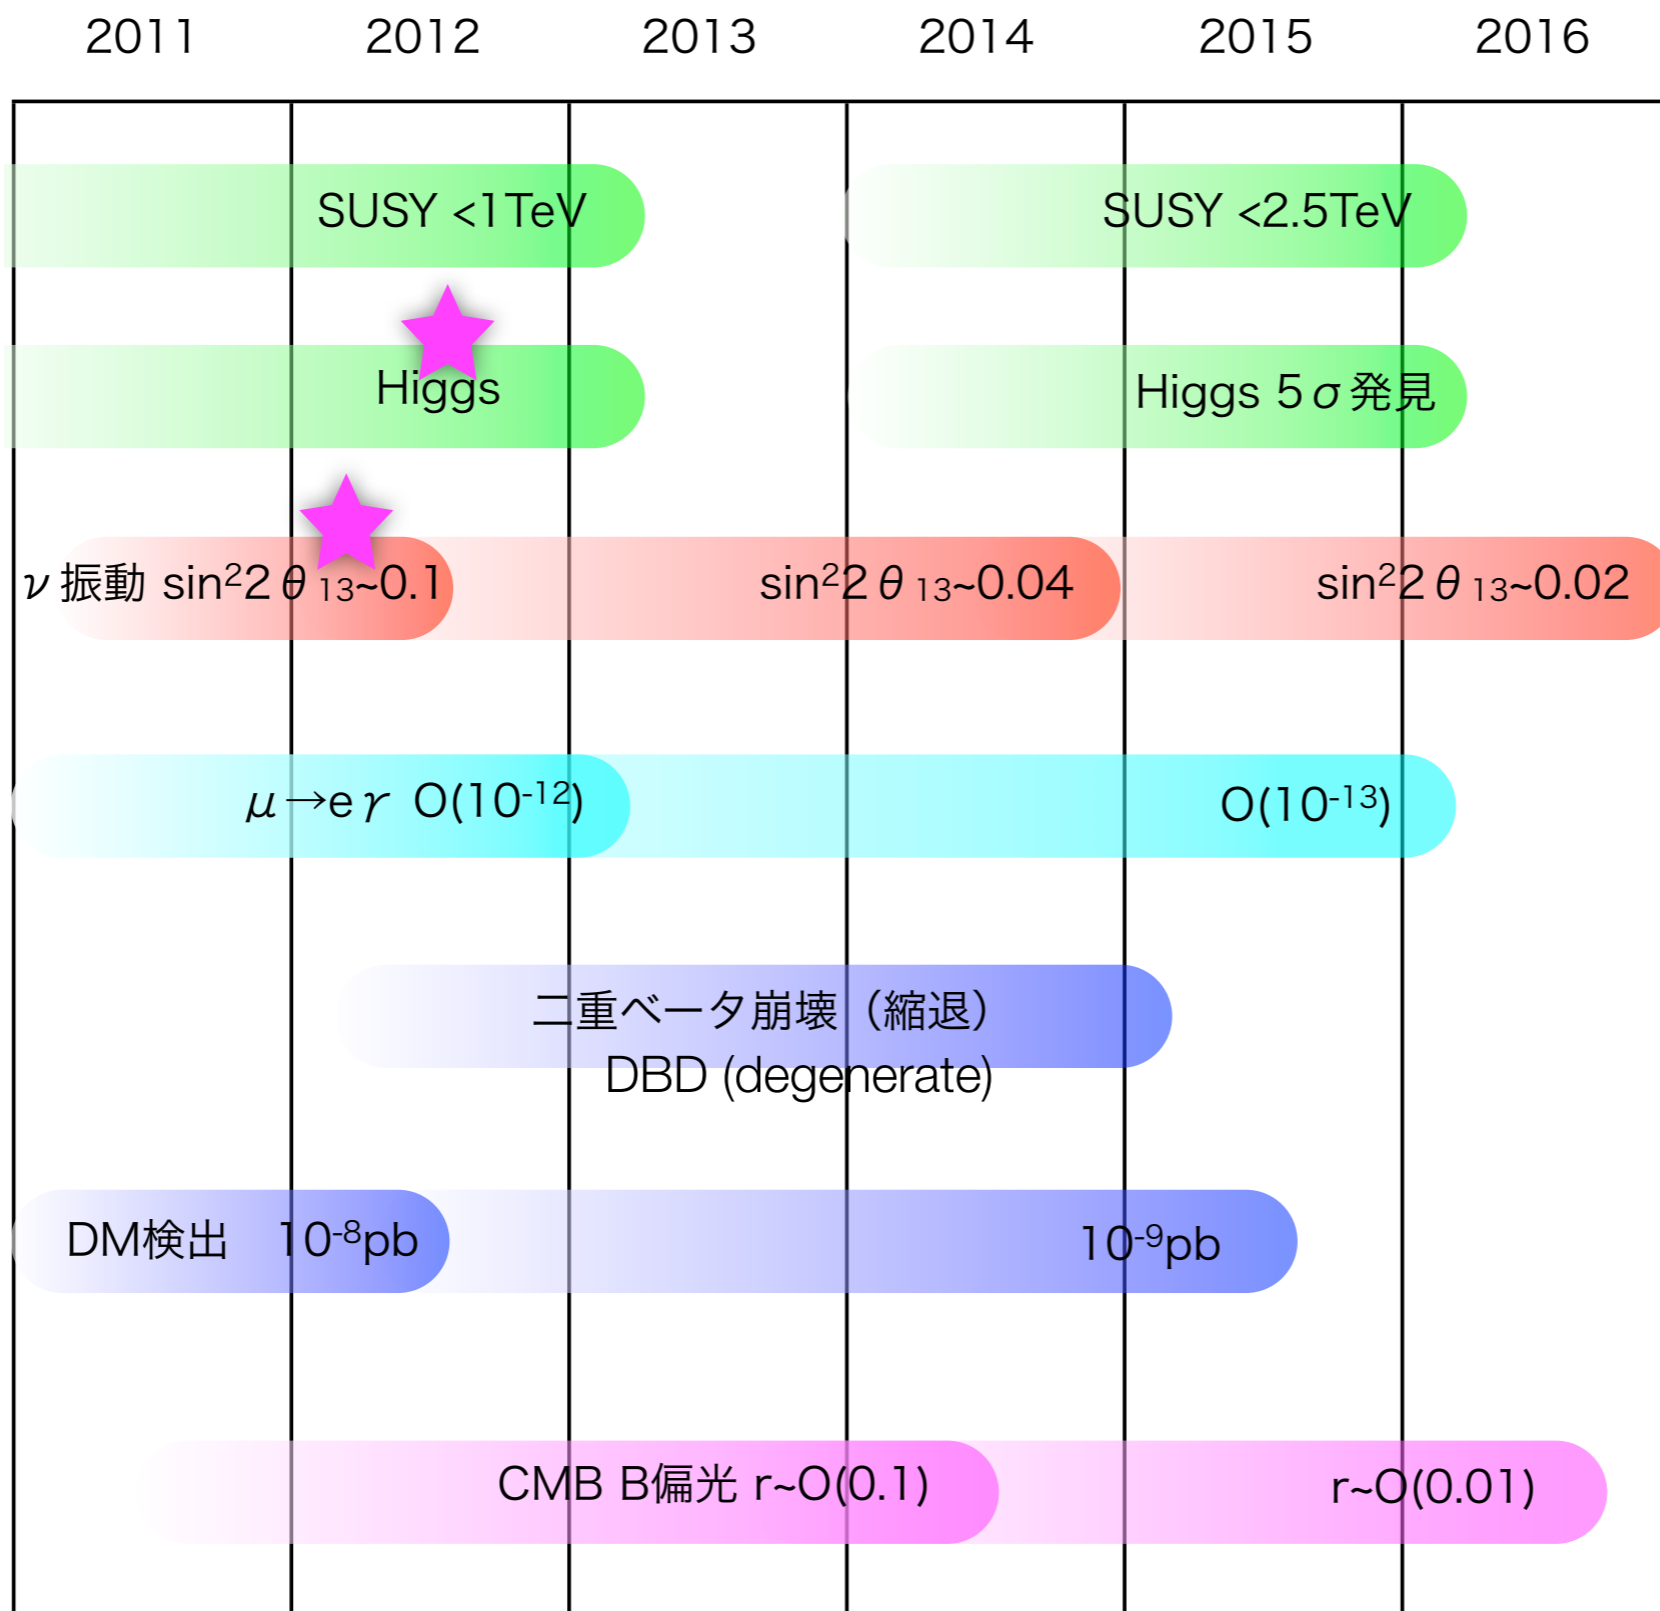 2011 2012 2013 2014 2015 2016
SUSY <1TeV SUSY <2.5TeV
Higgs Higgs 5σ発見
ν振動 sin²2θ₁₃~0.1 sin²2θ₁₃~0.04 sin²2θ₁₃~0.02
μ→eγ O(10⁻¹²) O(10⁻¹³)
二重ベータ崩壊（縮退）
DBD (degenerate)
DM検出 10⁻⁸pb 10⁻⁹pb
CMB B偏光 r~O(0.1) r~O(0.01)